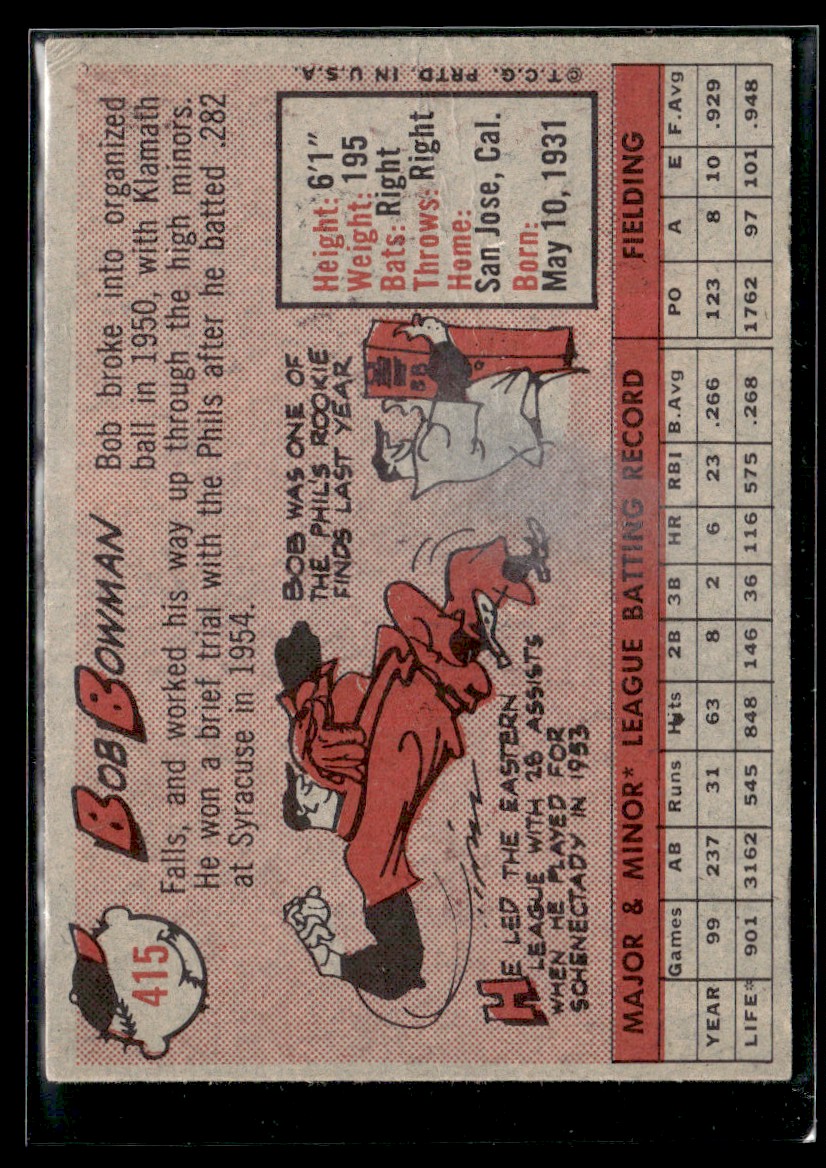 415
BOB BOWMAN
Bob broke into organized
ball in 1950, with Klamath
Falls, and worked his way up through the high minors.
He won a brief trial with the Phils after he batted .282
at Syracuse in 1954.
HE LED THE EASTERN
LEAGUE WITH 28 ASSISTS
WHEN HE PLAYED FOR
SCHENECTADY IN 1953
BOB WAS ONE OF
THE PHIL'S ROOKIE
FINDS LAST YEAR
Height: 6'1"
Weight: 195
Bats: Right
Throws: Right
Home:
San Jose, Cal.
Born:
May 10, 1931
©T.C.G. PRTD. IN U.S.A.
MAJOR & MINOR* LEAGUE BATTING RECORD FIELDING
Games AB Runs Hits 2B 3B HR RBI B.Avg PO A E F.Avg
YEAR 99 237 31 63 8 2 6 23 .266 123 8 10 .929
LIFE* 901 3162 545 848 146 36 116 575 .268 1762 97 101 .948